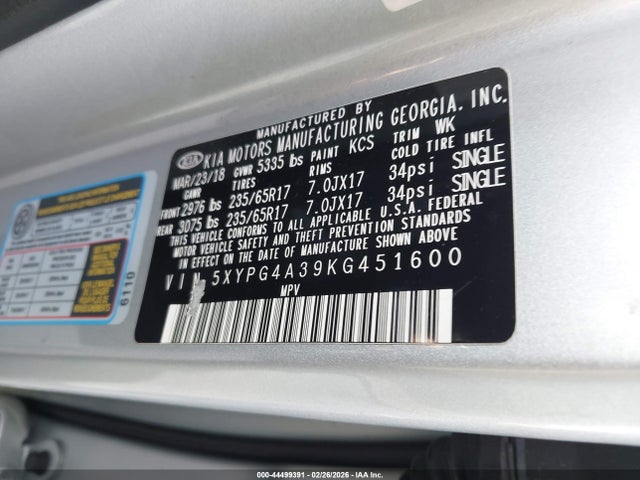 MANUFACTURED BY
KIA KIA MOTORS MANUFACTURING GEORGIA, INC.
MAR/23/18 GVWR 5335 lbs PAINT KCS TRIM WK
GAWR TIRES RIMS COLD TIRE INFL
FRONT 2976 lbs 235/65R17 7.0JX17 34psi SINGLE
REAR 3075 lbs 235/65R17 7.0JX17 34psi SINGLE
THIS VEHICLE CONFORMS TO ALL APPLICABLE U.S.A. FEDERAL
MOTOR VEHICLE SAFETY STANDARDS IN EFFECT ON THE
DATE OF MANUFACTURE SHOWN ABOVE
VIN 5XYPG4A39KG451600
MPV
6110
000-44499391 - 02/26/2026 - IAA Inc.